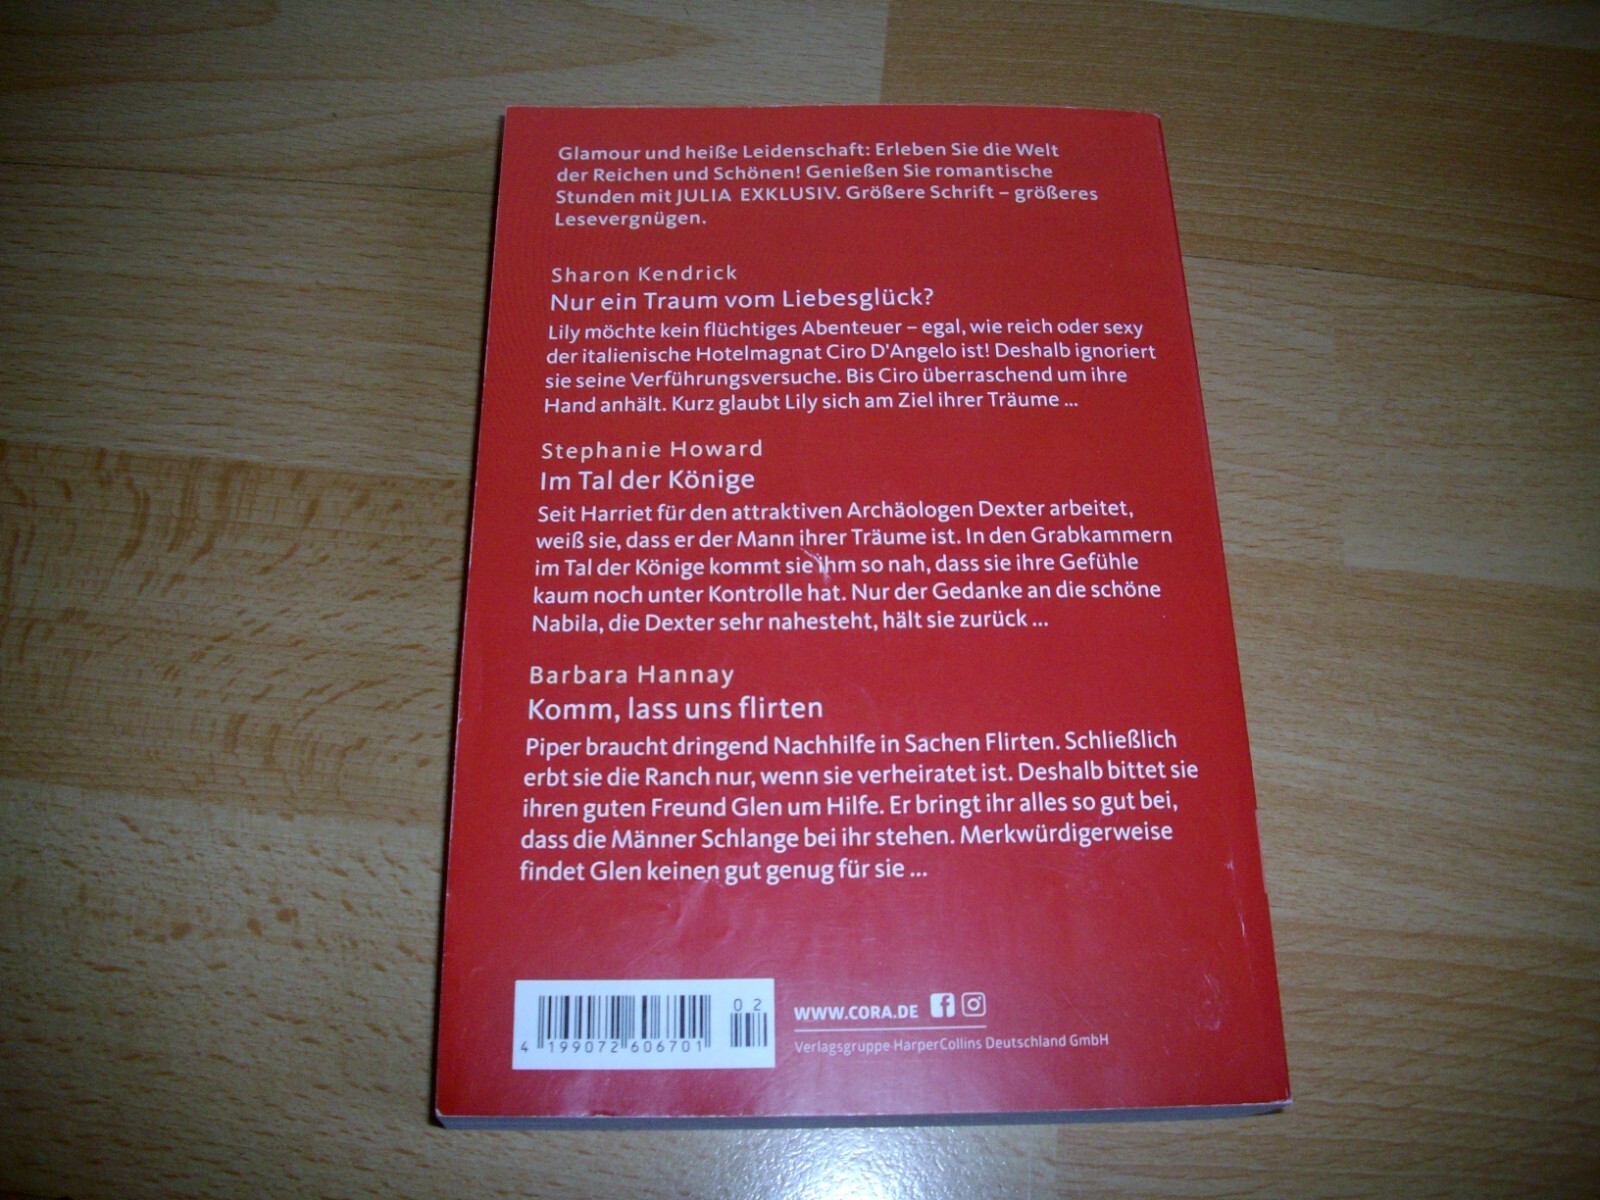 Glamour und heiße Leidenschaft: Erleben Sie die Welt
der Reichen und Schönen! Genießen Sie romantische
Stunden mit JULIA EXKLUSIV. Größere Schrift – größeres
Lesevergnügen.
Sharon Kendrick
Nur ein Traum vom Liebesglück?
Lily möchte kein flüchtiges Abenteuer – egal, wie reich oder sexy
der italienische Hotelmagnat Ciro D'Angelo ist! Deshalb ignoriert
sie seine Verführungsversuche. Bis Ciro überraschend um ihre
Hand anhält. Kurz glaubt Lily sich am Ziel ihrer Träume ...
Stephanie Howard
Im Tal der Könige
Seit Harriet für den attraktiven Archäologen Dexter arbeitet,
weiß sie, dass er der Mann ihrer Träume ist. In den Grabkammern
im Tal der Könige kommt sie ihm so nah, dass sie ihre Gefühle
kaum noch unter Kontrolle hat. Nur der Gedanke an die schöne
Nabila, die Dexter sehr nahesteht, hält sie zurück ...
Barbara Hannay
Komm, lass uns flirten
Piper braucht dringend Nachhilfe in Sachen Flirten. Schließlich
erbt sie die Ranch nur, wenn sie verheiratet ist. Deshalb bittet sie
ihren guten Freund Glen um Hilfe. Er bringt ihr alles so gut bei,
dass die Männer Schlange bei ihr stehen. Merkwürdigerweise
findet Glen keinen gut genug für sie ...
02
4 199072 606701
WWW.CORA.DE
Verlagsgruppe HarperCollins Deutschland GmbH